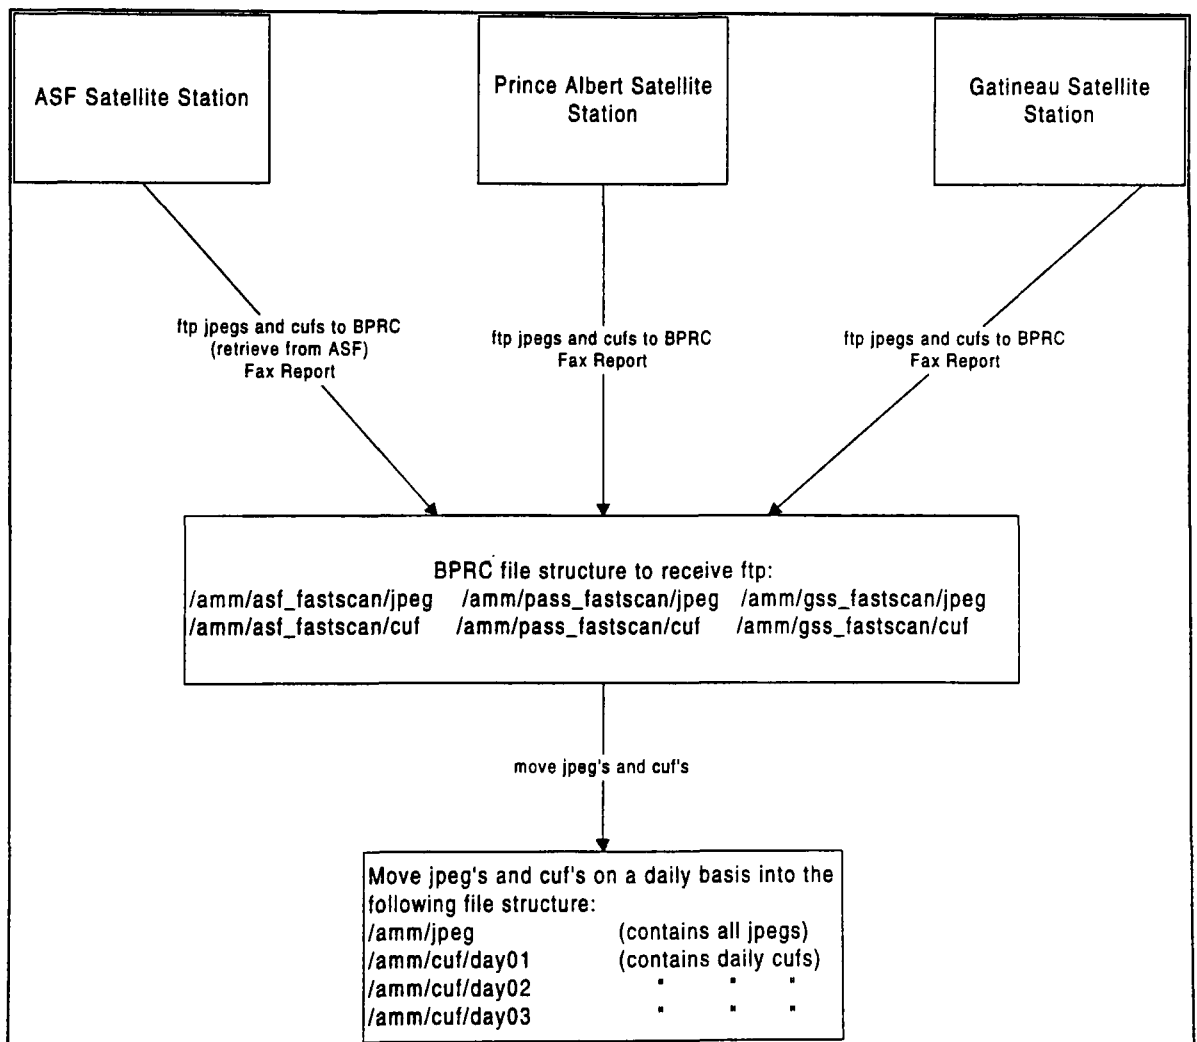 ASF Satellite Station
Prince Albert Satellite
Station
Gatineau Satellite
Station
ftp jpegs and cufs to BPRC
(retrieve from ASF)
Fax Report
ftp jpegs and cufs to BPRC
Fax Report
ftp jpegs and cufs to BPRC
Fax Report
BPRC file structure to receive ftp:
/amm/asf_fastscan/jpeg /amm/pass_fastscan/jpeg /amm/gss_fastscan/jpeg
/amm/asf_fastscan/cuf /amm/pass_fastscan/cuf /amm/gss_fastscan/cuf
move jpeg's and cuf's
Move jpeg's and cuf's on a daily basis into the
following file structure:
/amm/jpeg (contains all jpegs)
/amm/cuf/day01 (contains daily cufs)
/amm/cuf/day02 " " "
/amm/cuf/day03 " " "